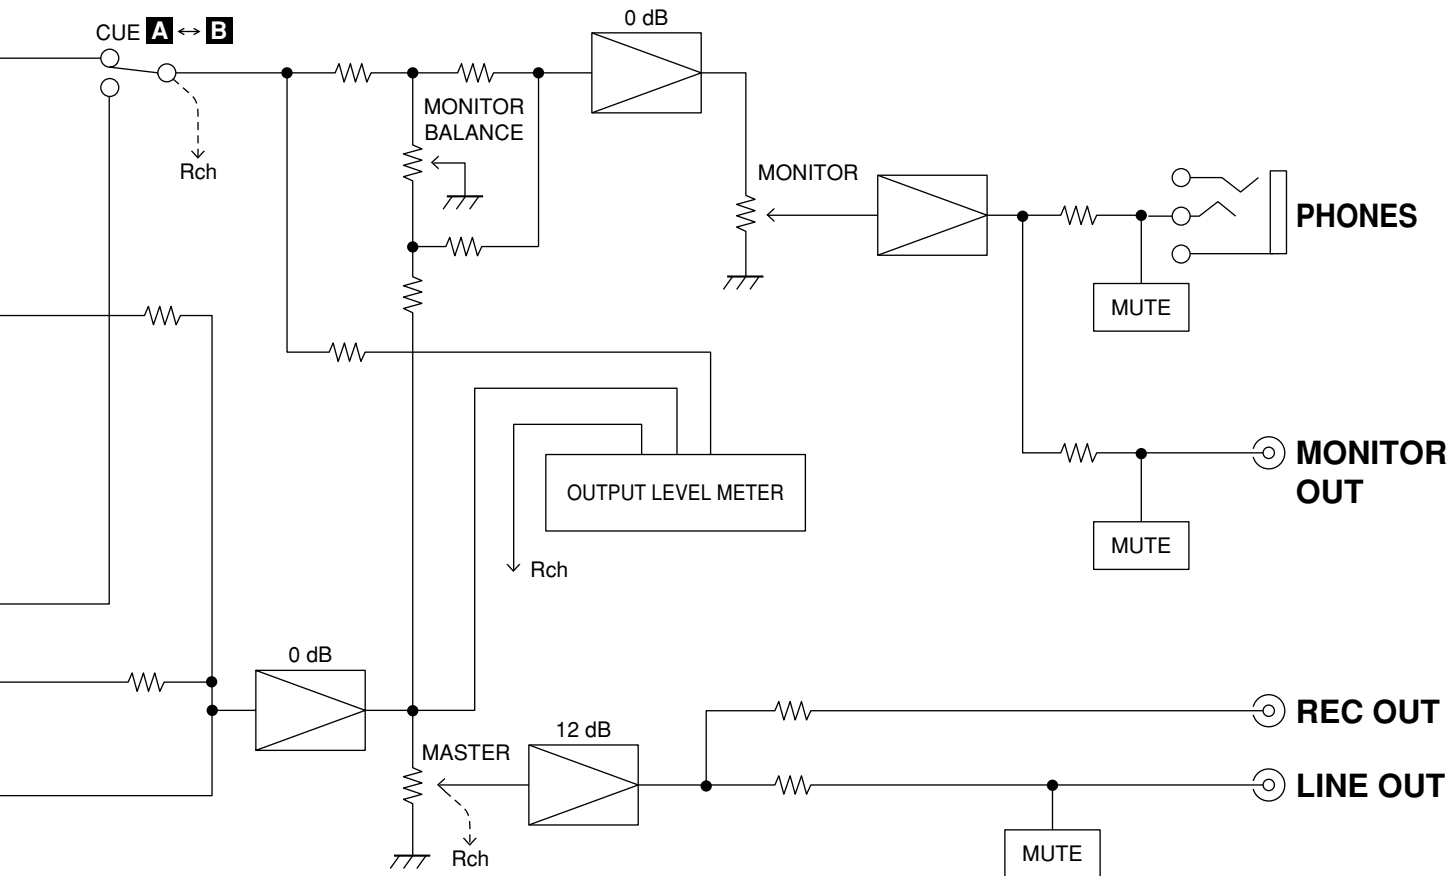 0 dB
CUE A ↔ B
MONITOR
BALANCE
Rch
MONITOR
PHONES
MUTE
MONITOR
OUT
OUTPUT LEVEL METER
MUTE
Rch
0 dB
REC OUT
12 dB
MASTER
LINE OUT
Rch
MUTE